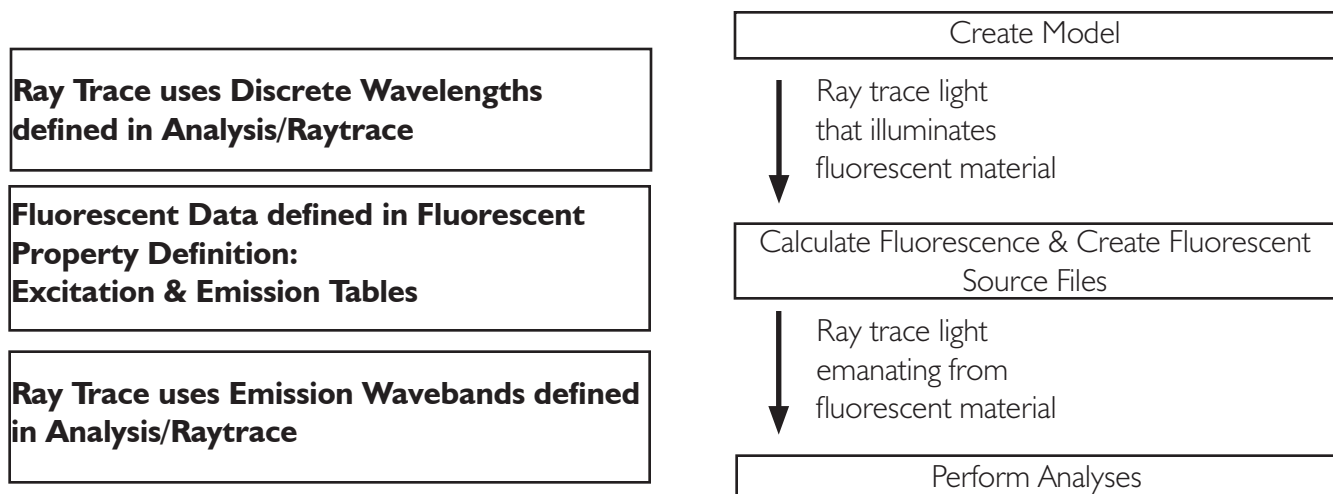 Ray Trace uses Discrete Wavelengths
defined in Analysis/Raytrace
Fluorescent Data defined in Fluorescent
Property Definition:
Excitation & Emission Tables
Ray Trace uses Emission Wavebands defined
in Analysis/Raytrace
Create Model
Ray trace light
that illuminates
fluorescent material
Calculate Fluorescence & Create Fluorescent
Source Files
Ray trace light
emanating from
fluorescent material
Perform Analyses